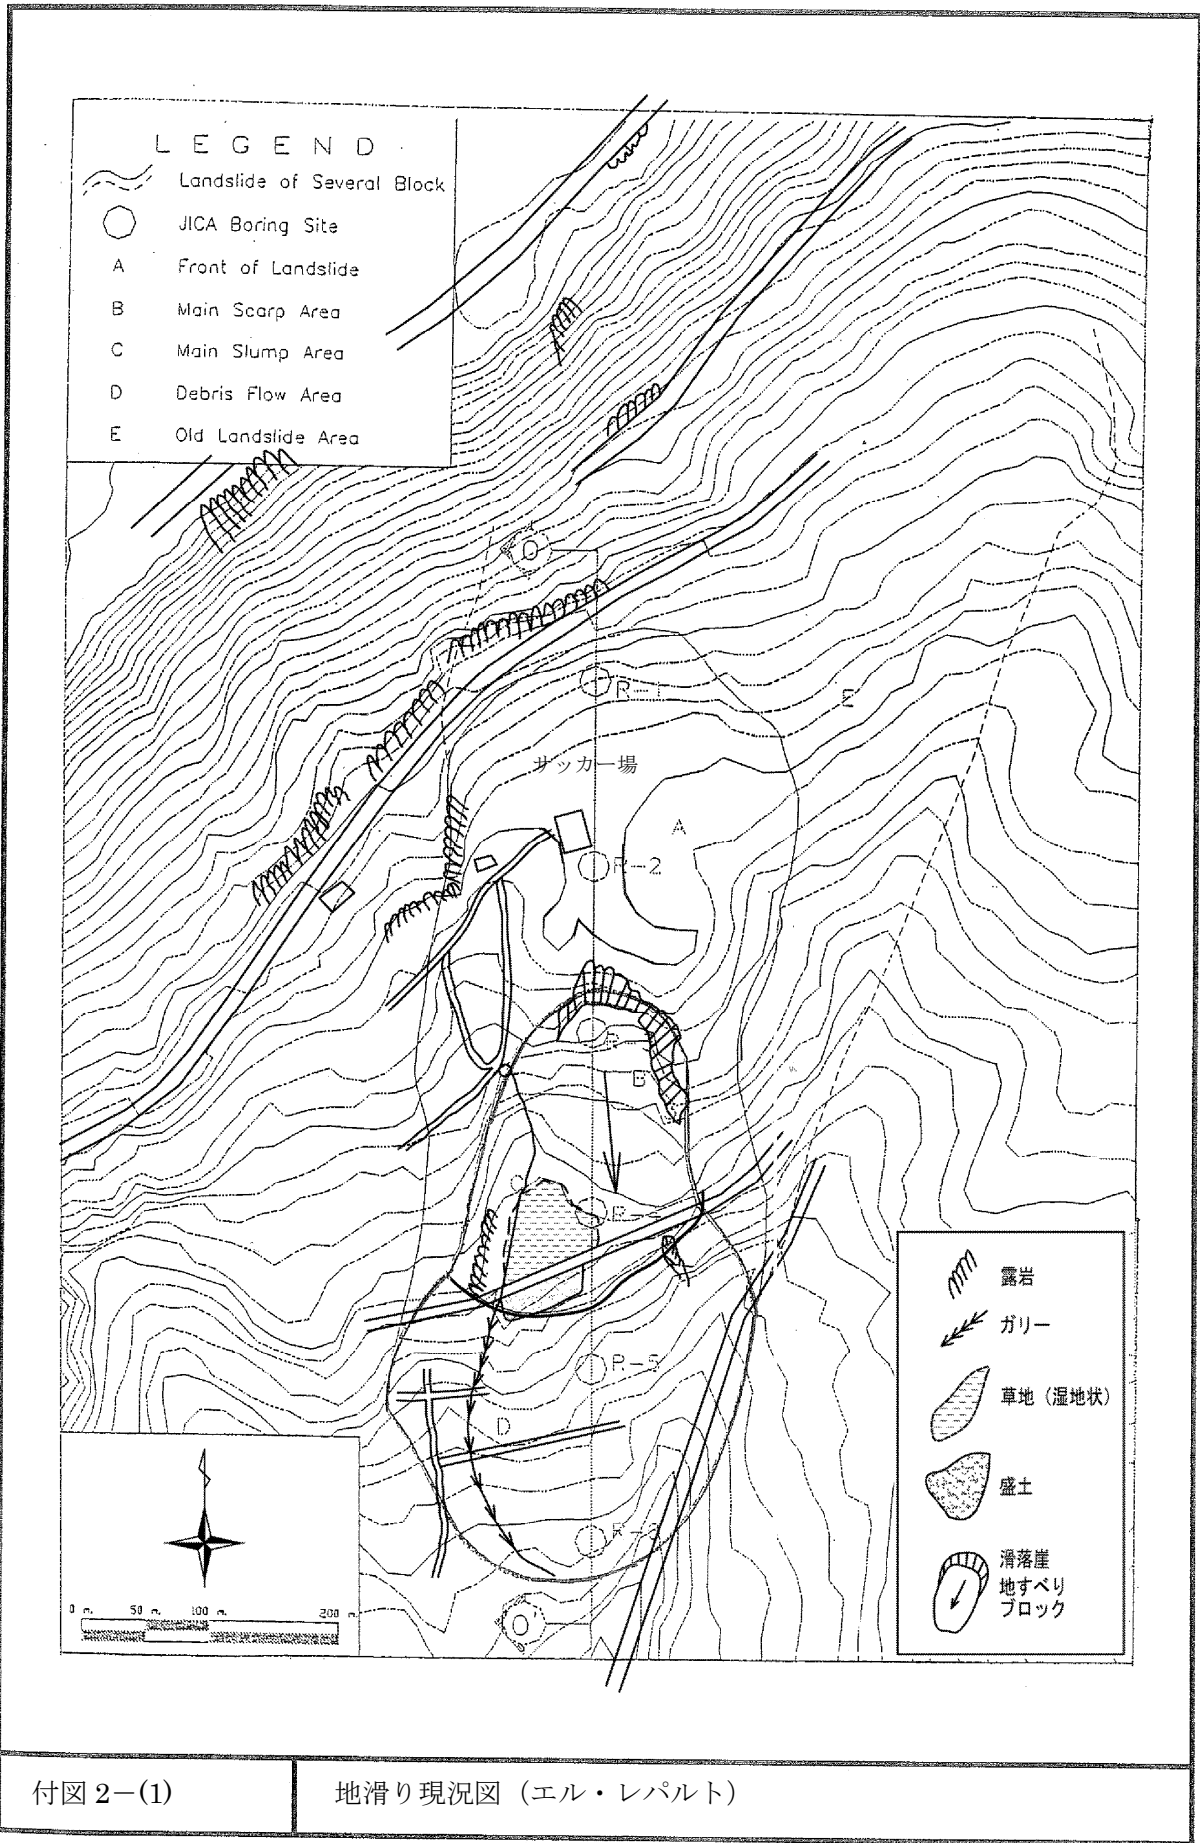 LEGEND
Landslide of Several Block
JICA Boring Site
A Front of Landslide
B Main Scarp Area
C Main Slump Area
D Debris Flow Area
E Old Landslide Area
R-1
E
サッカー場
A
R-2
B
D
R-5
露岩
ガリー
草地（湿地状）
盛土
滑落崖
地すべり
ブロック
0 m. 50 m. 100 m. 200 m.
付図 2－(1)
地滑り現況図（エル・レパルト）